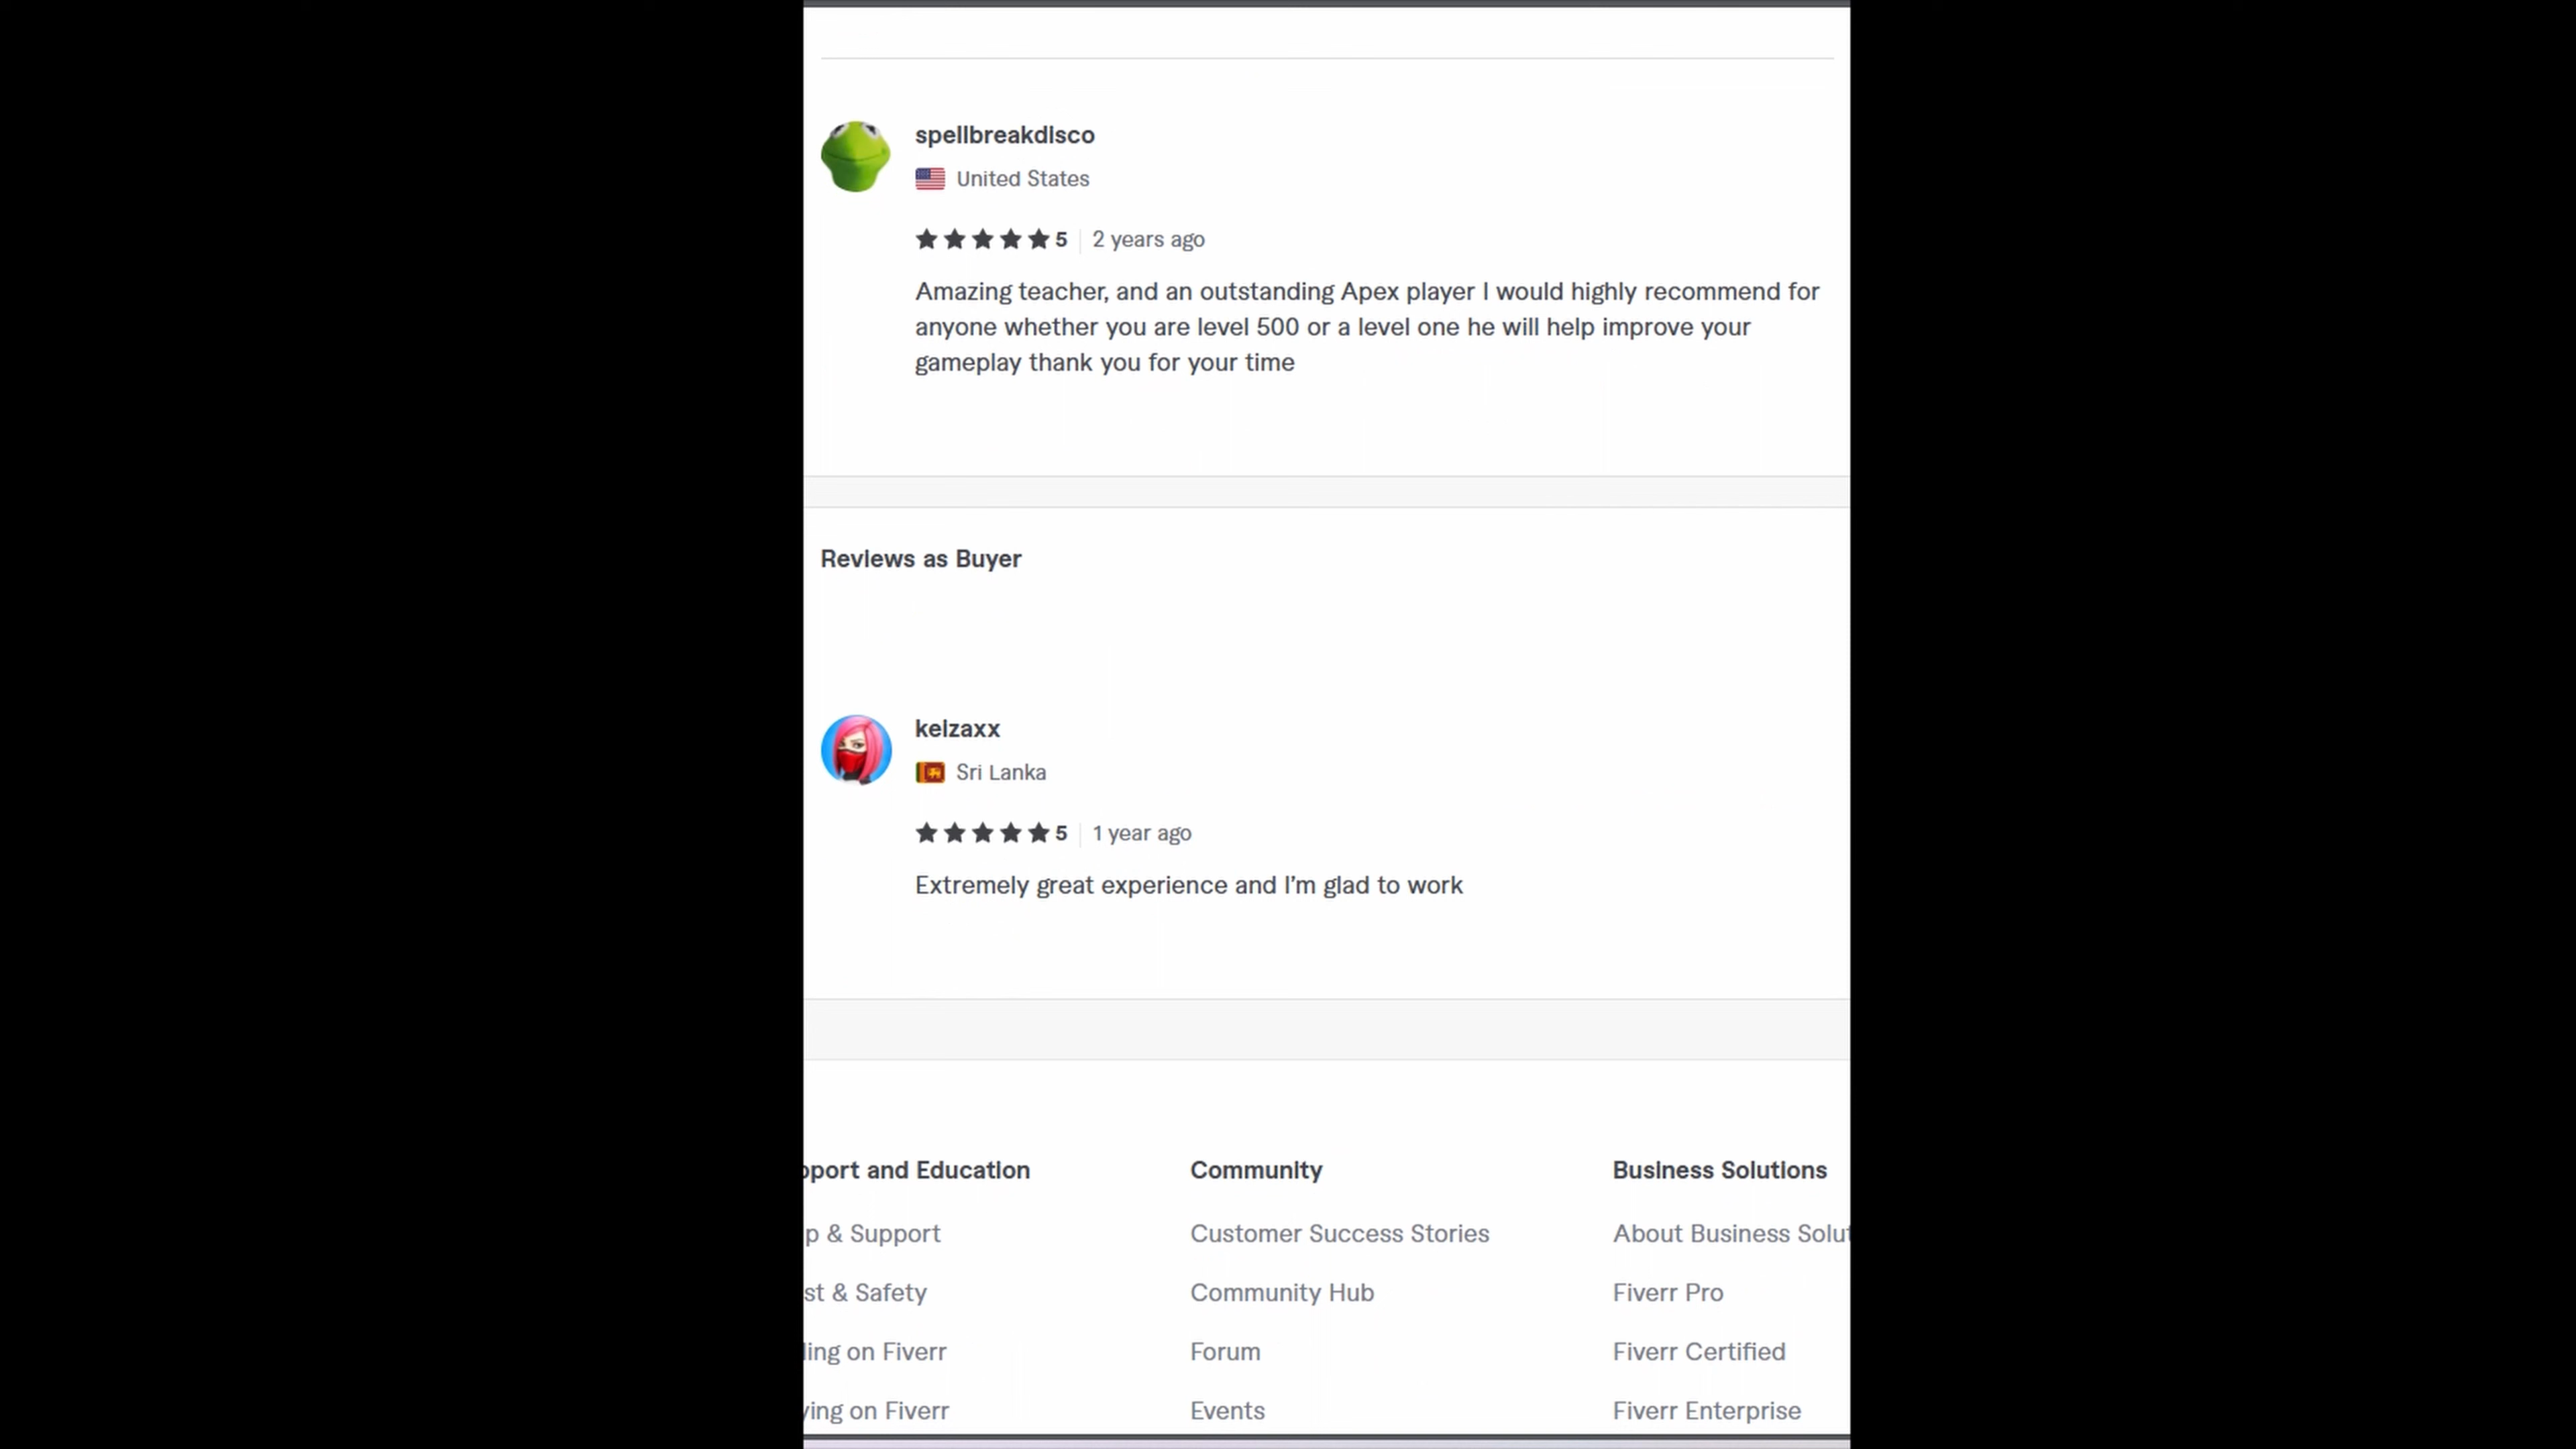 spellbreakdisco
United States
5 2 years ago
Amazing teacher, and an outstanding Apex player I would highly recommend for
anyone whether you are level 500 or a level one he will help improve your
gameplay thank you for your time
Reviews as Buyer
kelzaxx
Sri Lanka
5 1 year ago
Extremely great experience and I'm glad to work
pport and Education
Community
Business Solutions
p & Support
Customer Success Stories
About Business Solut
st & Safety
Community Hub
Fiverr Pro
ling on Fiverr
Forum
Fiverr Certified
ying on Fiverr
Events
Fiverr Enterprise